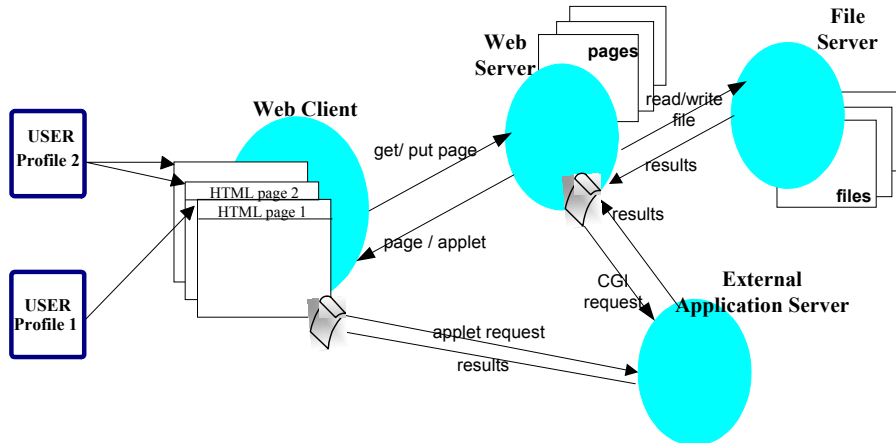 File
Server
Web
Server
pages
Web Client
read/write
file
USER
Profile 2
get/ put page
results
HTML page 2
HTML page 1
files
results
page / applet
CGI
request
External
Application Server
USER
Profile 1
applet request
results